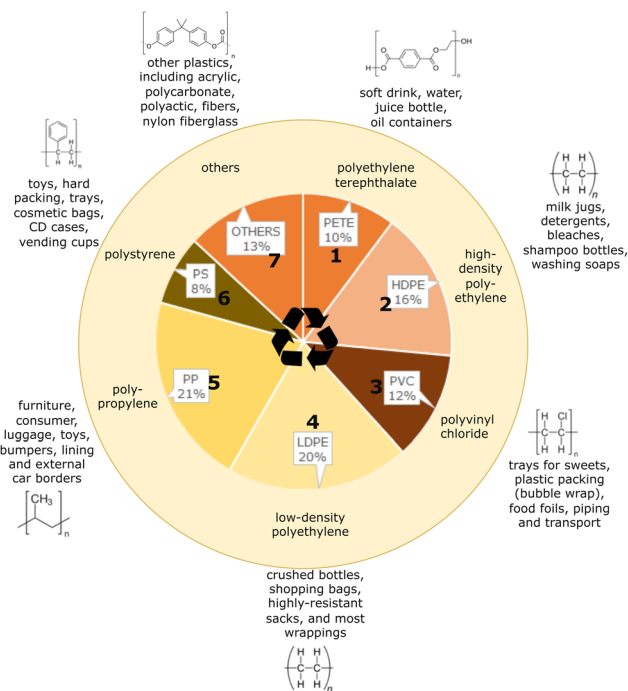 other plastics,
including acrylic,
polycarbonate,
polyactic, fibers,
nylon fiberglass
soft drink, water,
juice bottle,
oil containers
toys, hard
packing, trays,
cosmetic bags,
CD cases,
vending cups
milk jugs,
detergents,
bleaches,
shampoo bottles,
washing soaps
others
polyethylene
terephthalate
high-
density
poly-
ethylene
polyvinyl
chloride
low-density
polyethylene
poly-
propylene
polystyrene
PETE
10%
1
HDPE
16%
2
PVC
12%
3
LDPE
20%
4
PP
21%
5
PS
8%
6
OTHERS
13%
7
furniture,
consumer,
luggage, toys,
bumpers, lining
and external
car borders
trays for sweets,
plastic packing
(bubble wrap),
food foils, piping
and transport
crushed bottles,
shopping bags,
highly-resistant
sacks, and most
wrappings
O O O n
H O O O O OH n
H H C C H n
H H C C H H n
H Cl C C H H n
CH3 n
H H C C H H n